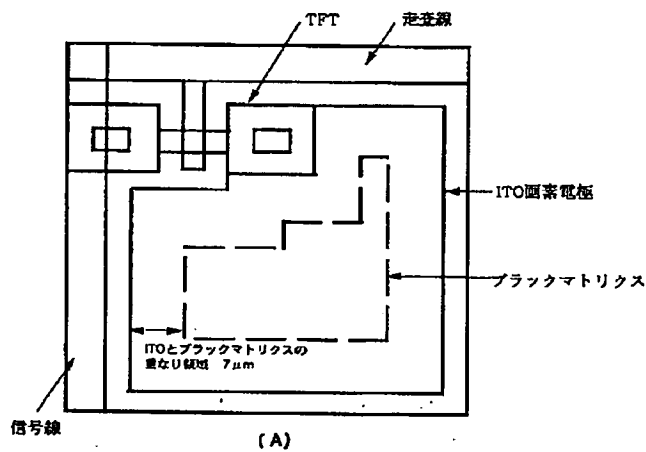 TFT
走査線
ITO画素電極
ブラックマトリクス
ITOとブラックマトリクスの
重なり領域 7μm
信号線
(A)